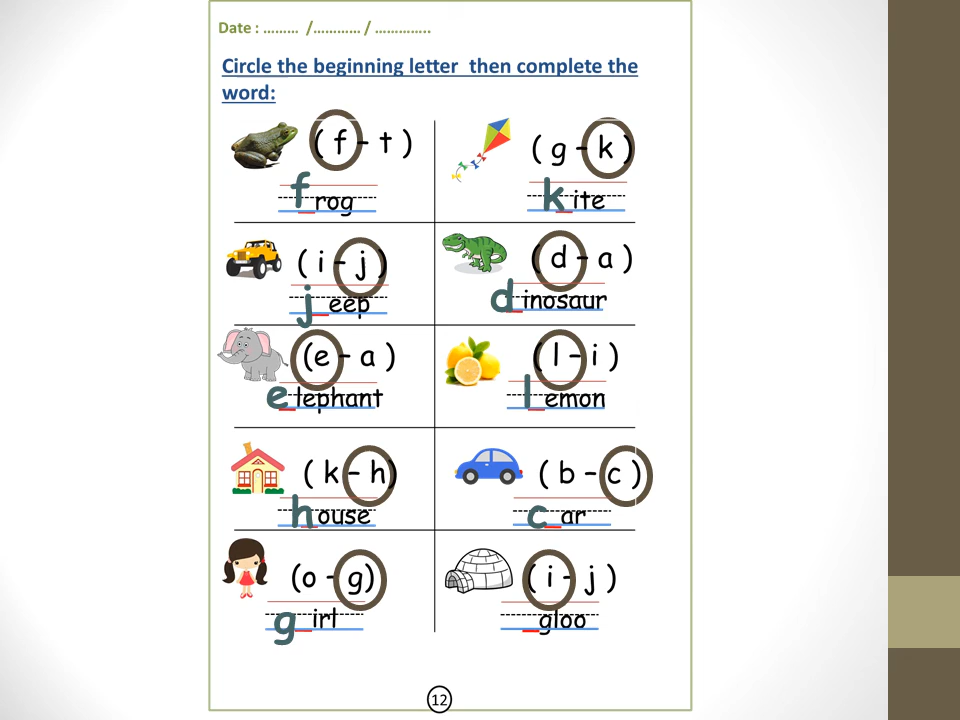 Date : ……… /………… / …………..
Circle the beginning letter then complete the
word:
( f – t )
frog
( g – k )
kite
( i – j )
jeep
( d – a )
dinosaur
(e – a )
elephant
( l – i )
lemon
( k – h)
house
( b – c )
car
(o – g)
girl
( i – j )
_gloo
12